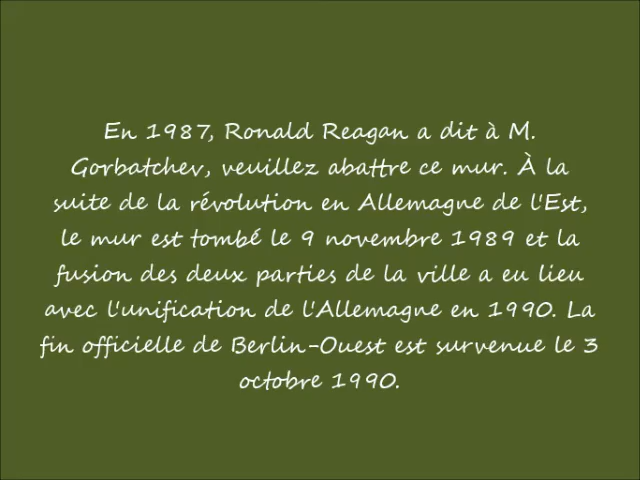 En 1987, Ronald Reagan a dit à M.
Gorbatchev, veuillez abattre ce mur. À la
suite de la révolution en Allemagne de l'Est,
le mur est tombé le 9 novembre 1989 et la
fusion des deux parties de la ville a eu lieu
avec l'unification de l'Allemagne en 1990. La
fin officielle de Berlin-Ouest est survenue le 3
octobre 1990.